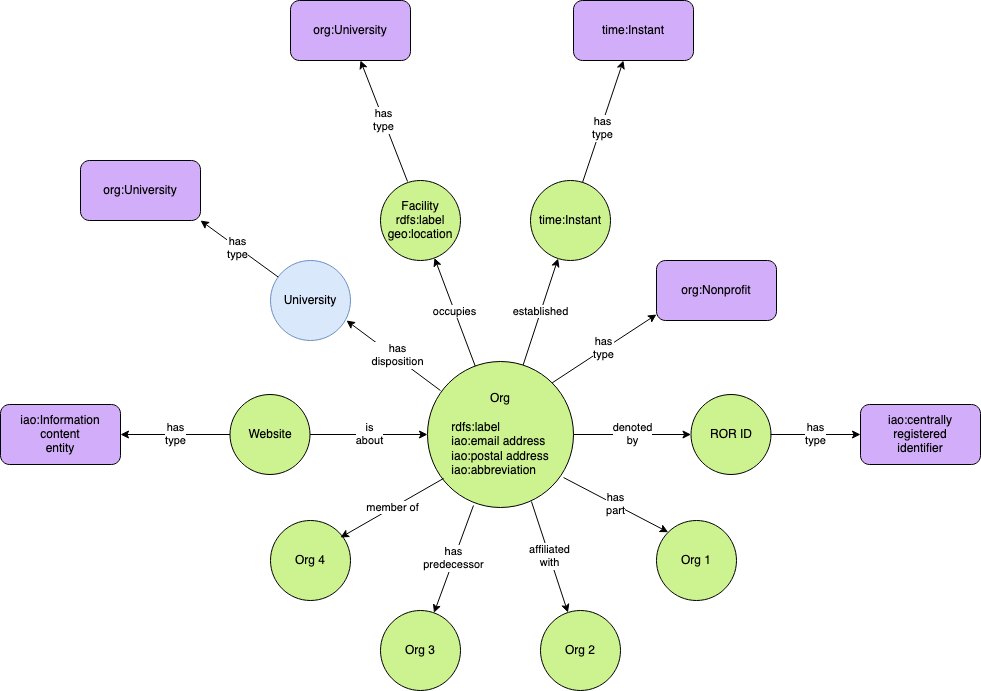 org:University
time:Instant
has
type
has
type
org:University
Facility
rdfs:label
geo:location
time:Instant
has
type
University
org:Nonprofit
occupies
established
has
disposition
has
type
Org
rdfs:label
iao:email address
iao:postal address
iao:abbreviation
iao:Information
content
entity
has
type
Website
is
about
denoted
by
ROR ID
has
type
iao:centrally
registered
identifier
member of
has
part
Org 4
has
predecessor
affiliated
with
Org 1
Org 3
Org 2